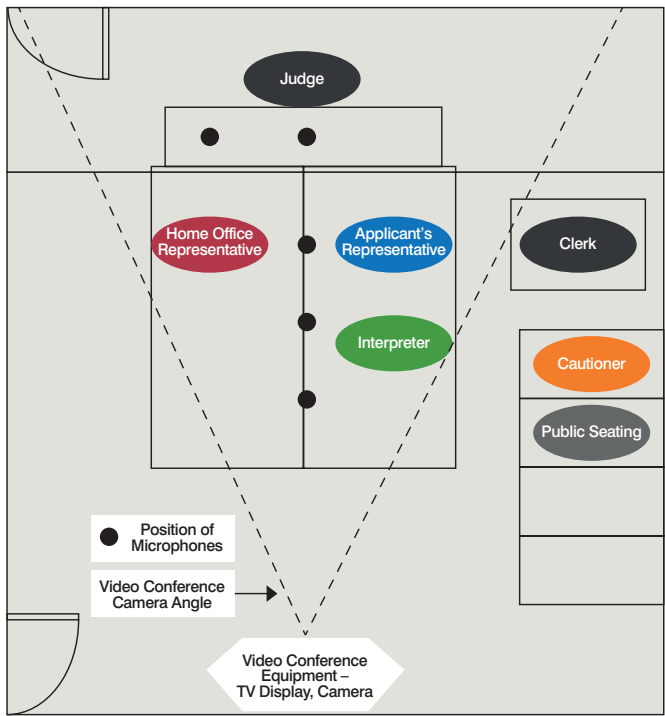 Judge
Home Office
Representative
Applicant's
Representative
Clerk
Interpreter
Cautioner
Public Seating
Position of
Microphones
Video Conference
Camera Angle
Video Conference
Equipment –
TV Display, Camera